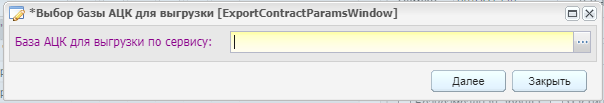 *Выбор базы АЦК для выгрузки [ExportContractParamsWindow]
База АЦК для выгрузки по сервису:
...
Далее Закрыть